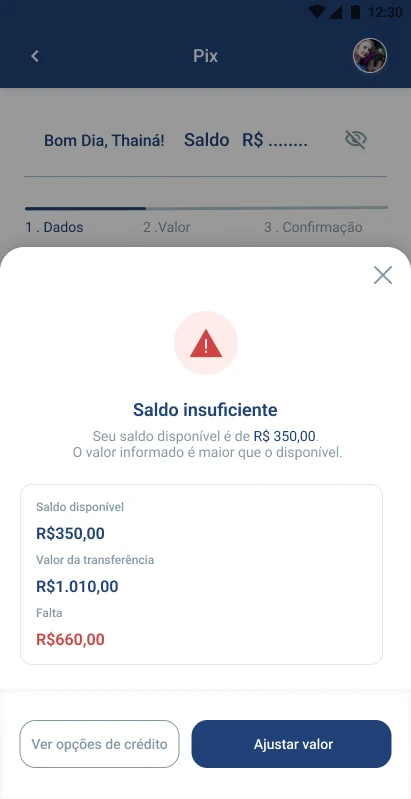 12:30
Pix
Bom Dia, Thainá! Saldo R$ ........
1 . Dados 2 .Valor 3 . Confirmação
Saldo insuficiente
Seu saldo disponível é de R$ 350,00.
O valor informado é maior que o disponível.
Saldo disponível
R$350,00
Valor da transferência
R$1.010,00
Falta
R$660,00
Ver opções de crédito Ajustar valor